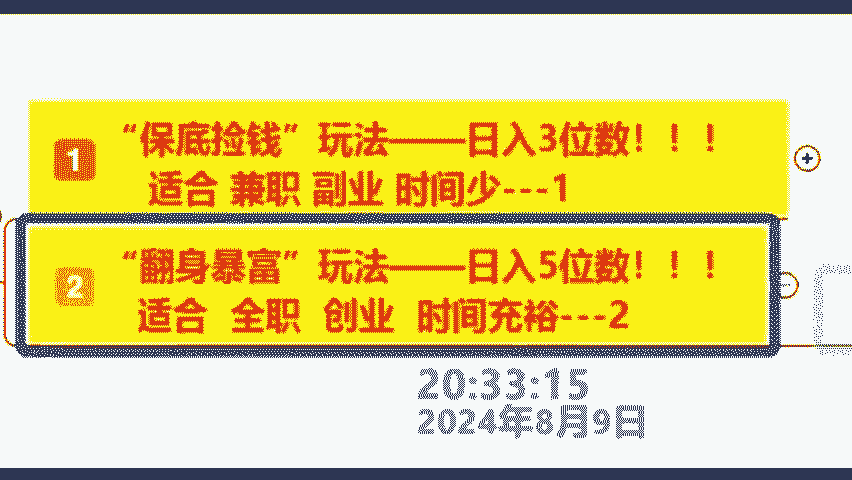 1
“保底捡钱”玩法——日入3位数！！！
适合 兼职 副业 时间少---1
2
“翻身暴富”玩法——日入5位数！！！
适合 全职 创业 时间充裕---2
20:33:15
2024年8月9日